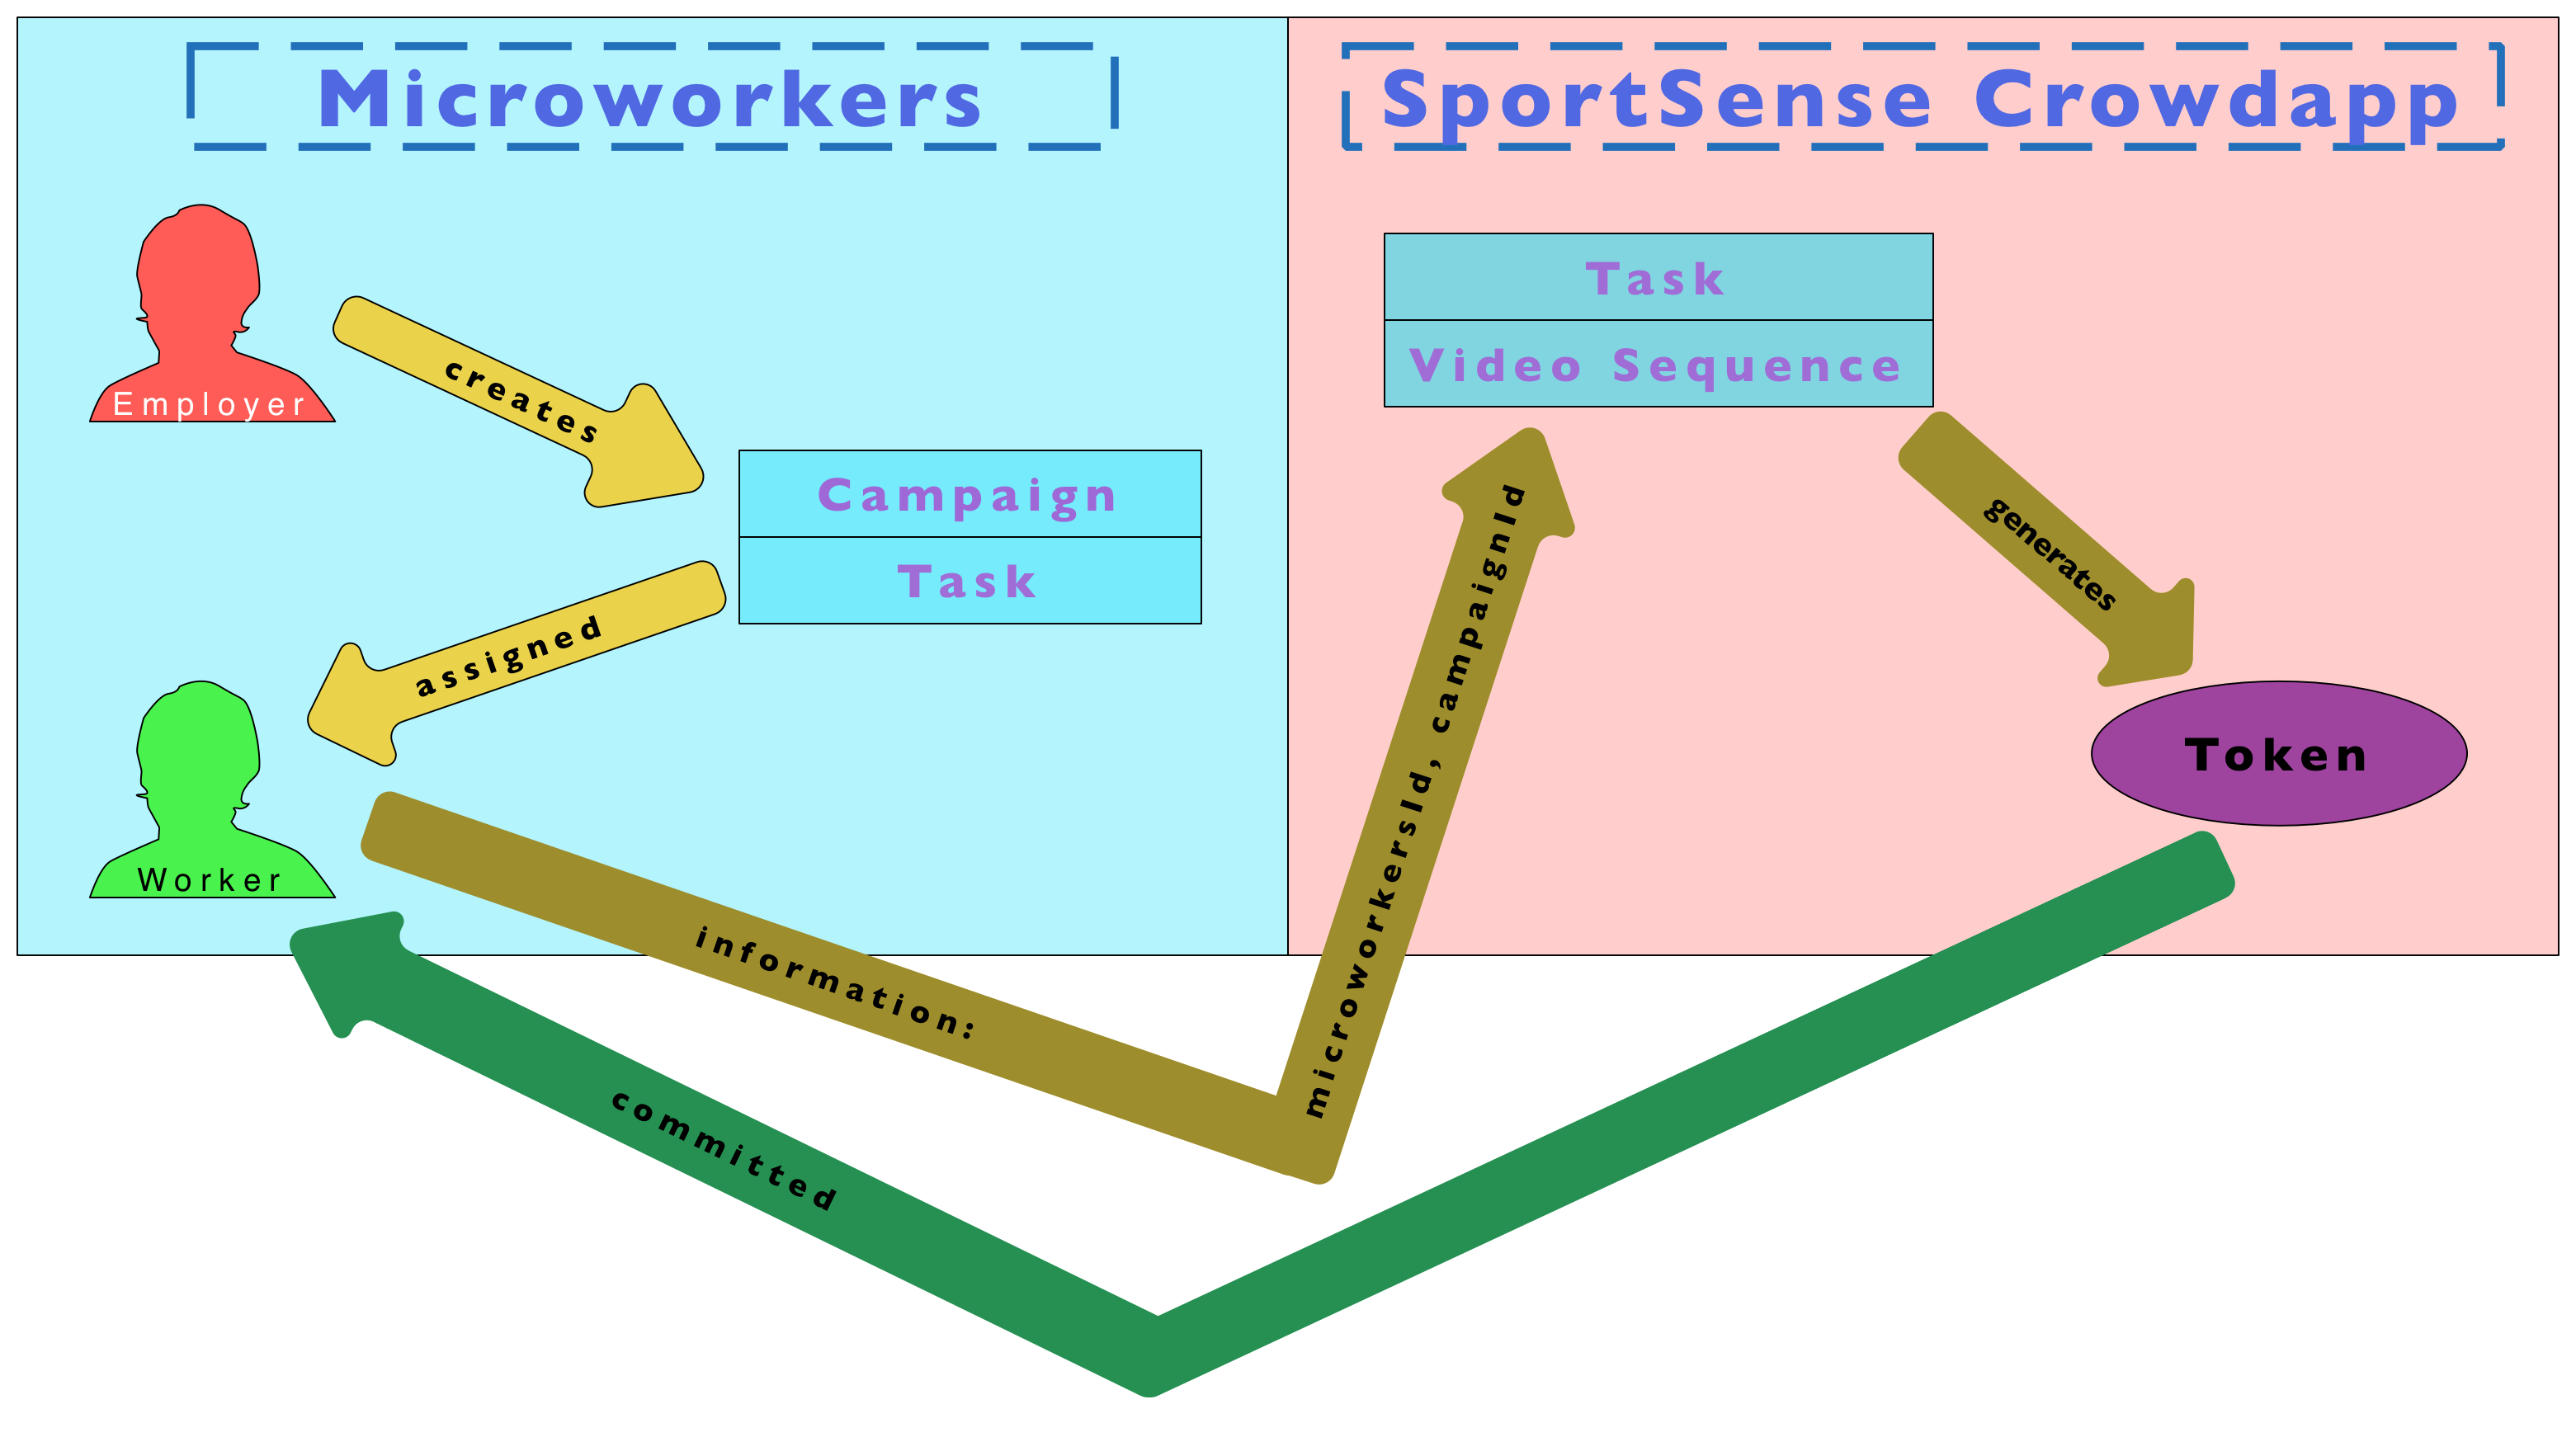 Microworkers
SportSense Crowdapp
Employer
creates
Campaign
Task
assigned
Worker
information:
microworkersId, campaignId
Task
Video Sequence
generates
Token
committed